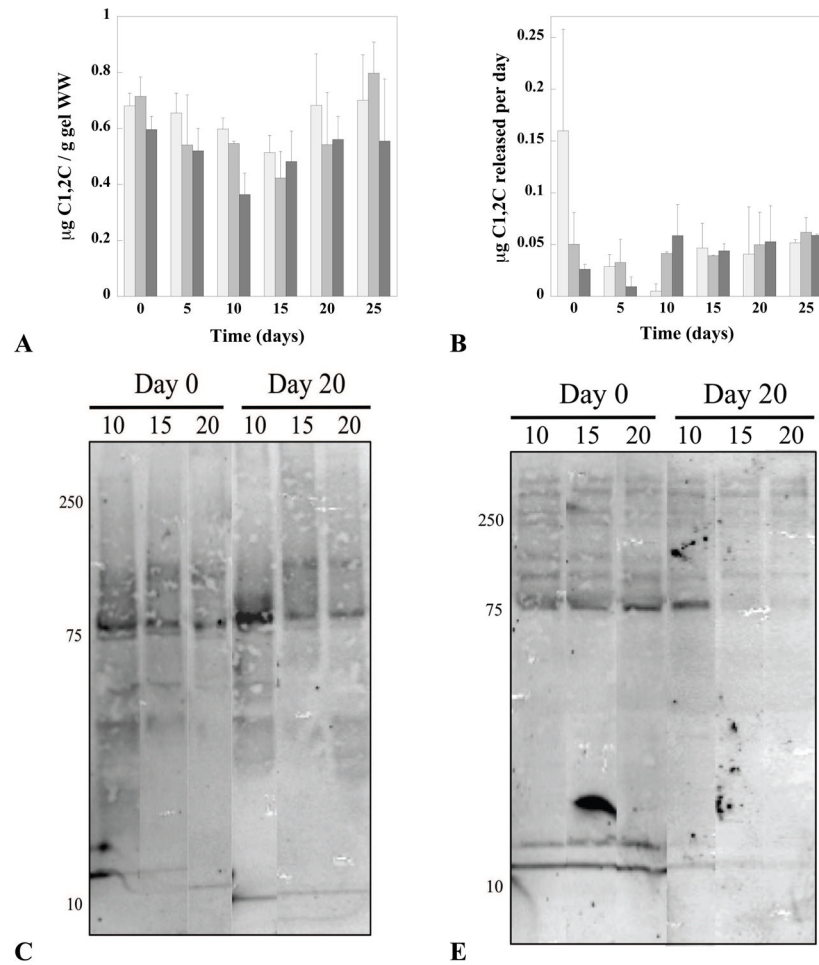 μg C1,2C / g gel WW
1
0.8
0.6
0.4
0.2
0
0 5 10 15 20 25
Time (days)
A
μg C1,2C released per day
0.25
0.2
0.15
0.1
0.05
0
0 5 10 15 20 25
Time (days)
B
Day 0 Day 20
10 15 20 10 15 20
250
75
10
C
Day 0 Day 20
10 15 20 10 15 20
250
75
10
E